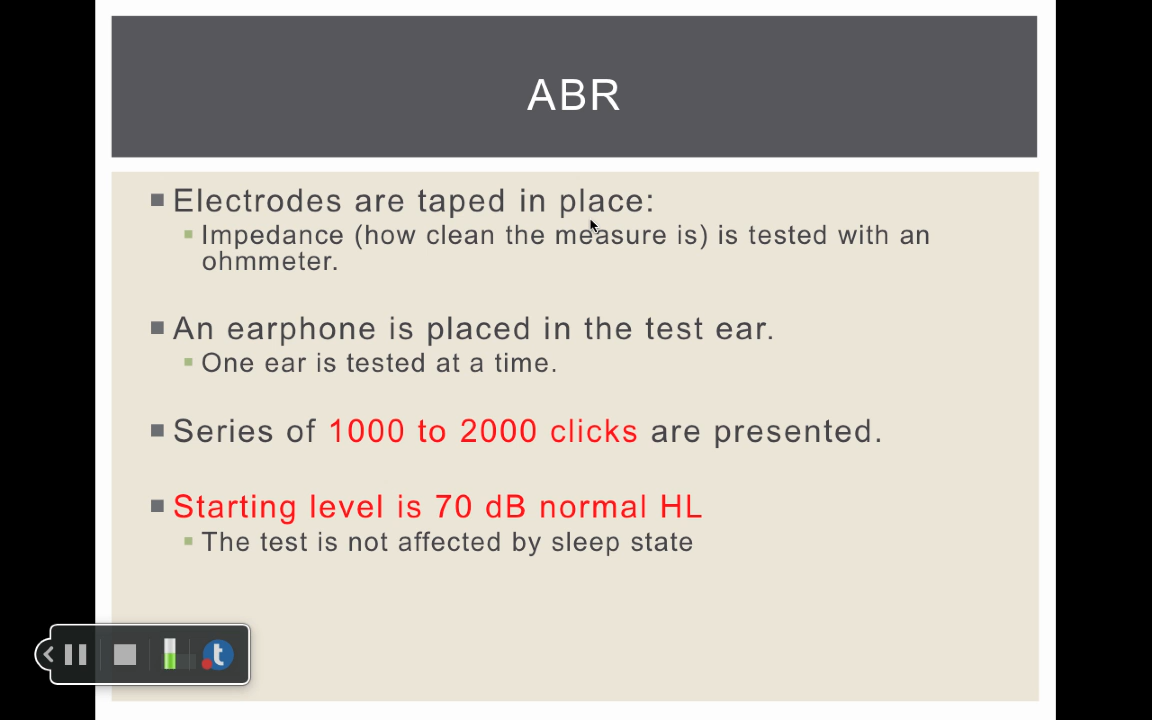 ABR
Electrodes are taped in place:
Impedance (how clean the measure is) is tested with an
ohmmeter.
An earphone is placed in the test ear.
One ear is tested at a time.
Series of 1000 to 2000 clicks are presented.
Starting level is 70 dB normal HL
The test is not affected by sleep state
t